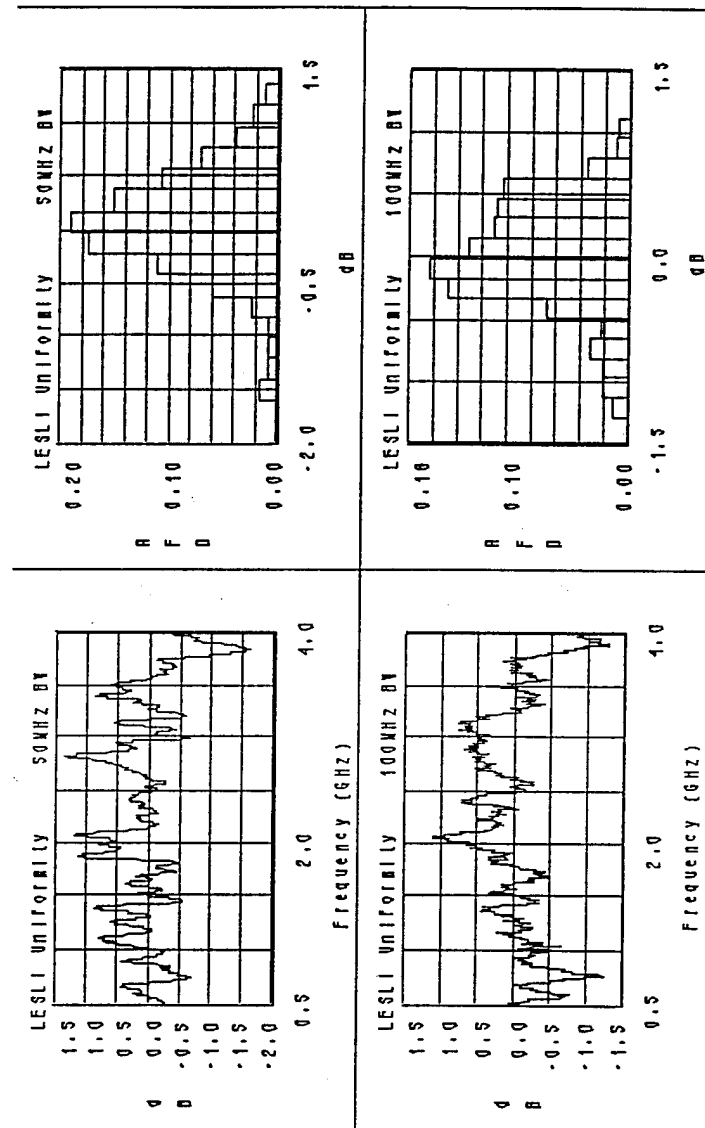 LESLI Uniformity 50MHz BW
1.5
1.0
0.5
0.0
-0.5
-1.0
-2.0
d
B
0.5 2.0 4.0
Frequency (GHz)
LESLI Uniformity 50MHz BW
0.20
0.10
0.00
A
F
D
-2.0 -0.5 1.5
dB
LESLI Uniformity 100MHz BW
1.5
1.0
0.5
0.0
-0.5
-1.0
-1.5
d
B
0.5 2.0 4.0
Frequency (GHz)
LESLI Uniformity 100MHz BW
0.18
0.10
0.00
A
F
D
-1.5 0.0 1.5
dB